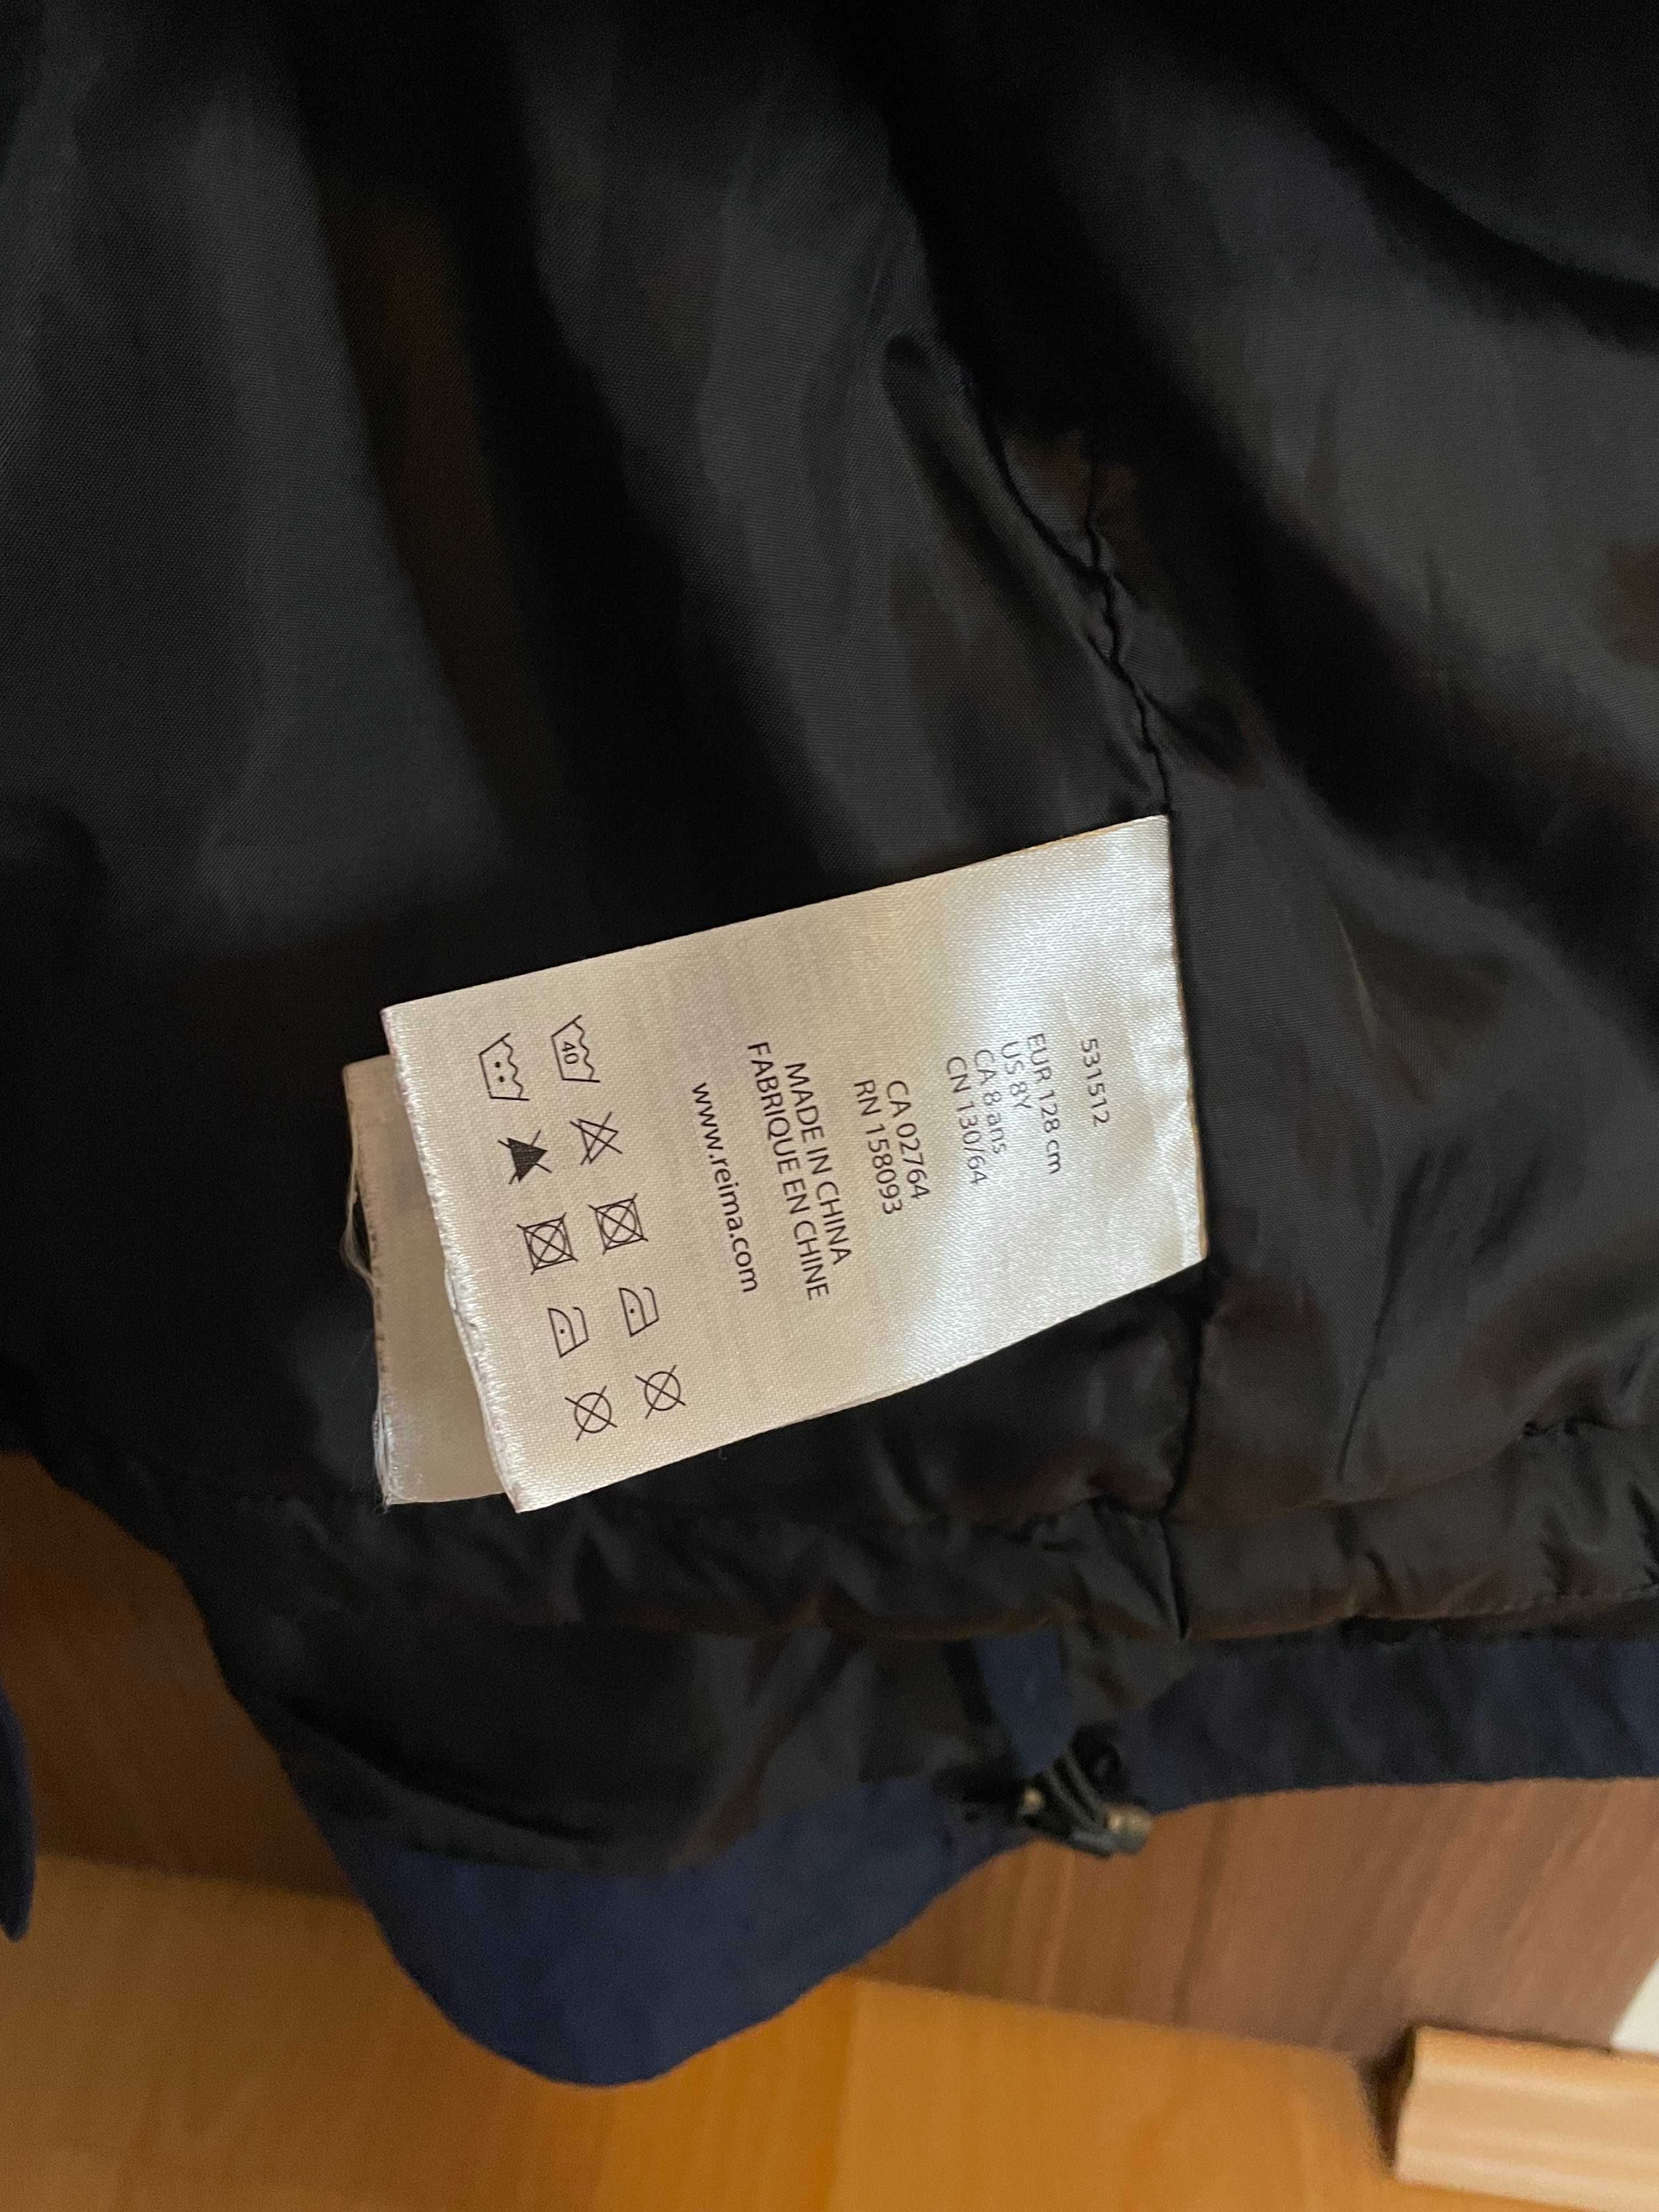 531512
EUR 128 cm
US 8Y
CA 8 ans
CN 130/64
CA 02764
RN 158093
MADE IN CHINA
FABRIQUE EN CHINE
www.reima.com
40